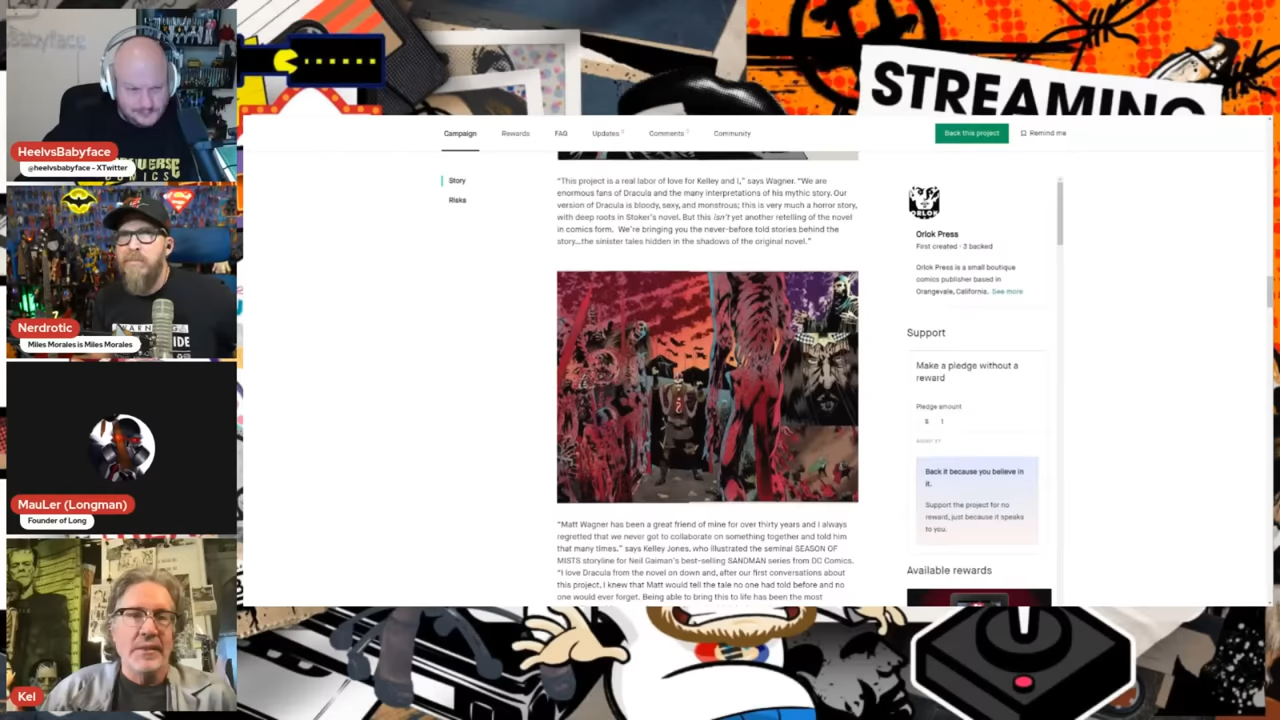 STREAMING
Babyface
HeelvsBabyface
@heelvsbabyface - XTwitter
VERSE
COMICS
Nerdrotic
Miles Morales is Miles Morales
MauLer (Longman)
Founder of Long
Kel
Campaign
Rewards
FAQ
Updates
Comments
Community
Back this project
Remind me
Story
Risks
“This project is a real labor of love for Kelley and I,” says Wagner. “We are
enormous fans of Dracula and the many interpretations of his mythic story. Our
version of Dracula is bloody, sexy, and monstrous; this is very much a horror story,
with deep roots in Stoker's novel. But this isn't yet another retelling of the novel
in comics form.  We're bringing you the never-before told stories behind the
story...the sinister tales hidden in the shadows of the original novel.”
“Matt Wagner has been a great friend of mine for over thirty years and I always
regretted that we never got to collaborate on something together and told him
that many times,” says Kelley Jones, who illustrated the seminal SEASON OF
MISTS storyline for Neil Gaiman's best-selling SANDMAN series from DC Comics.
“I love Dracula from the novel on down and, after our first conversations about
this project, I knew that Matt would tell the tale no one had told before and no
one would ever forget. Being able to bring this to life has been the most
ORLOK
Orlok Press
First created · 3 backed
Orlok Press is a small boutique
comics publisher based in
Orangevale, California. See more
Support
Make a pledge without a
reward
Pledge amount
$ 1
Back it because you believe in
it.
Support the project for no
reward, just because it speaks
to you.
Available rewards